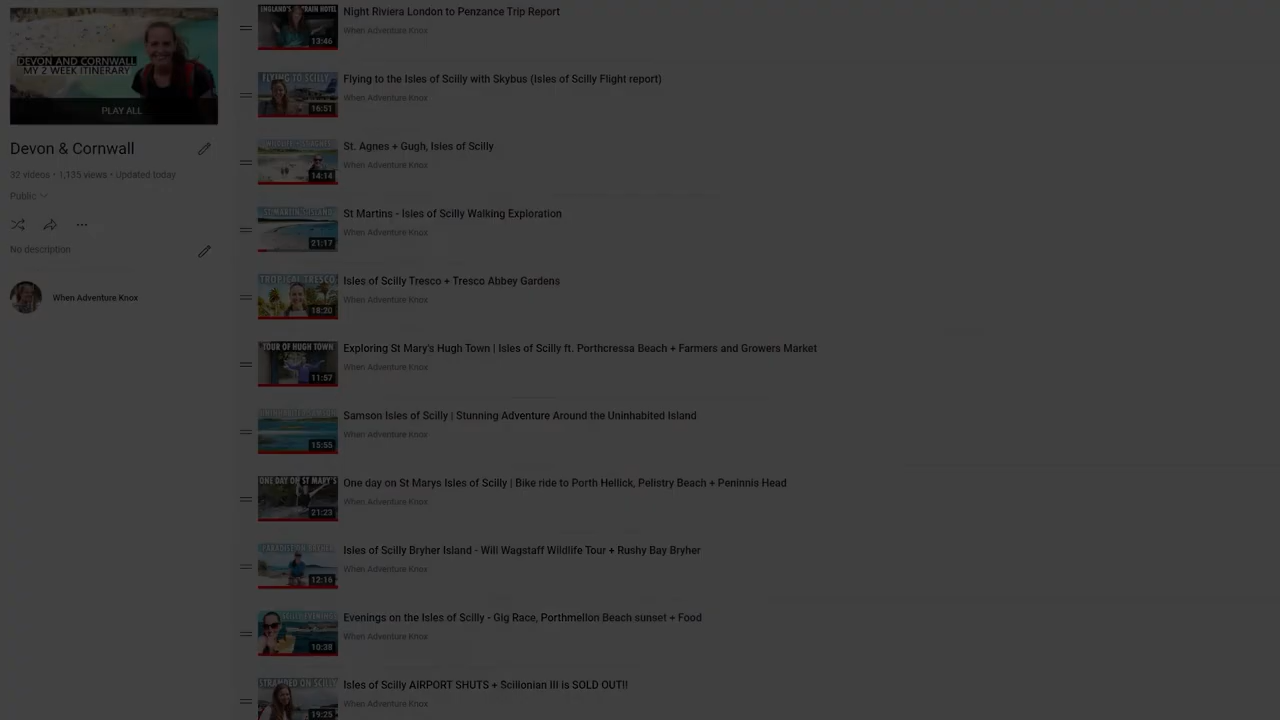 DEVON AND CORNWALL
MY 2 WEEK ITINERARY
PLAY ALL
Devon & Cornwall
32 videos • 1,135 views • Updated today
Public
No description
When Adventure Knox
ENGLAND'S TRAIN HOTEL
13:46
Night Riviera London to Penzance Trip Report
When Adventure Knox
FLYING TO SCILLY
16:51
Flying to the Isles of Scilly with Skybus (Isles of Scilly Flight report)
When Adventure Knox
14:14
St. Agnes + Gugh, Isles of Scilly
When Adventure Knox
ST MARTIN'S ISLAND
21:17
St Martins - Isles of Scilly Walking Exploration
When Adventure Knox
TROPICAL TRESCO
18:20
Isles of Scilly Tresco + Tresco Abbey Gardens
When Adventure Knox
TOUR OF HUGH TOWN
11:57
Exploring St Mary's Hugh Town | Isles of Scilly ft. Porthcressa Beach + Farmers and Growers Market
When Adventure Knox
15:55
Samson Isles of Scilly | Stunning Adventure Around the Uninhabited Island
When Adventure Knox
ONE DAY ON ST MARY'S
21:23
One day on St Marys Isles of Scilly | Bike ride to Porth Hellick, Pelistry Beach + Peninnis Head
When Adventure Knox
12:16
Isles of Scilly Bryher Island - Will Wagstaff Wildlife Tour + Rushy Bay Bryher
When Adventure Knox
10:38
Evenings on the Isles of Scilly - Gig Race, Porthmellon Beach sunset + Food
When Adventure Knox
STRANDED ON SCILLY
19:25
Isles of Scilly AIRPORT SHUTS + Scillonian III is SOLD OUT!!
When Adventure Knox